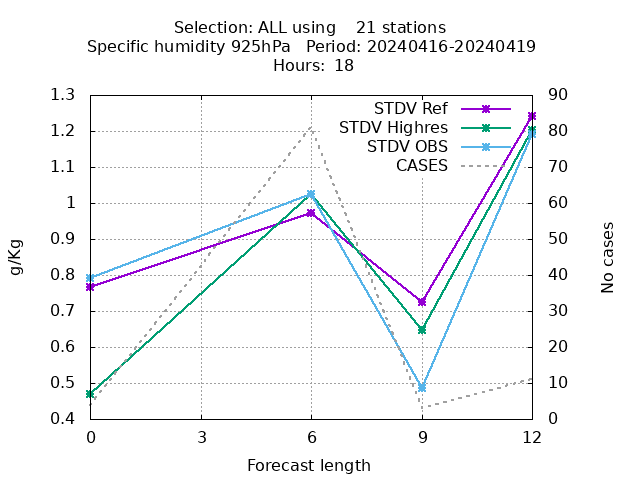 Selection: ALL using    21 stations
Specific humidity 925hPa   Period: 20240416-20240419
Hours:  18
STDV Ref
STDV Highres
STDV OBS
CASES
1.3
1.2
1.1
1
0.9
0.8
0.7
0.6
0.5
0.4
90
80
70
60
50
40
30
20
10
0
g/Kg
No cases
0 3 6 9 12
Forecast length